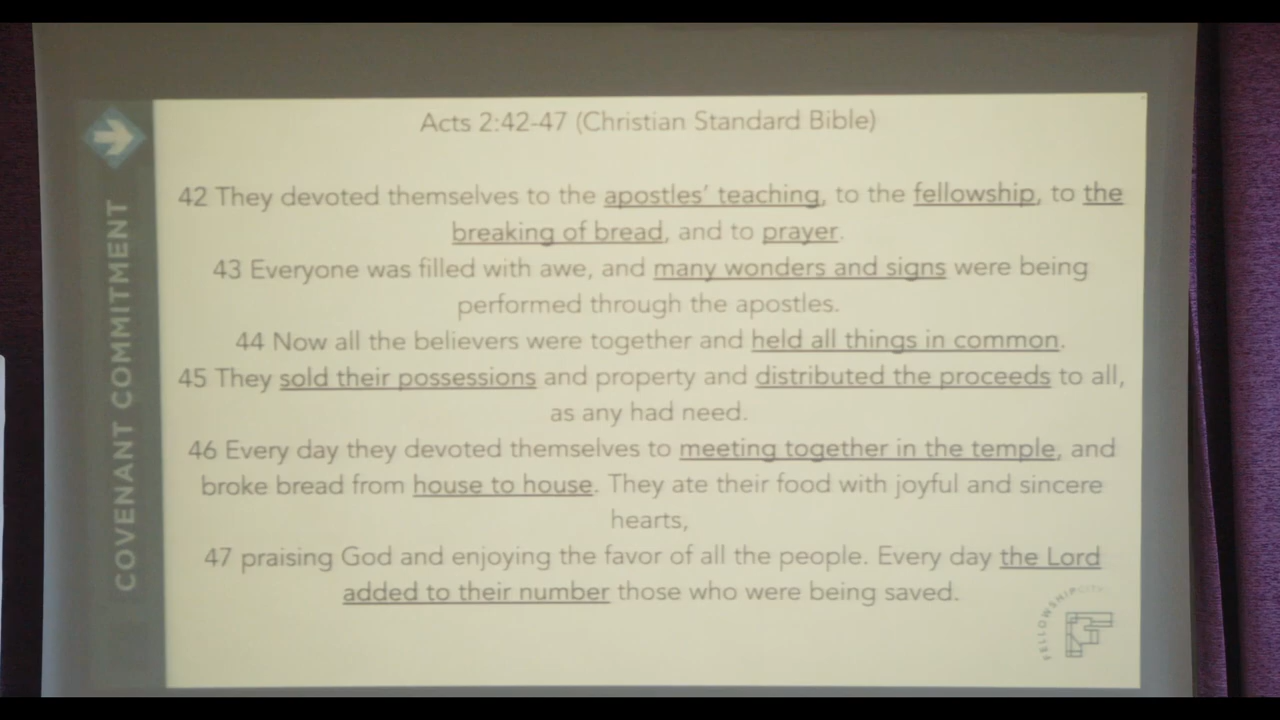 Acts 2:42-47 (Christian Standard Bible)
42 They devoted themselves to the apostles’ teaching, to the fellowship, to the
breaking of bread, and to prayer.
43 Everyone was filled with awe, and many wonders and signs were being
performed through the apostles.
44 Now all the believers were together and held all things in common.
45 They sold their possessions and property and distributed the proceeds to all,
as any had need.
46 Every day they devoted themselves to meeting together in the temple, and
broke bread from house to house. They ate their food with joyful and sincere
hearts,
47 praising God and enjoying the favor of all the people. Every day the Lord
added to their number those who were being saved.
COVENANT COMMITMENT
FELLOWSHIP